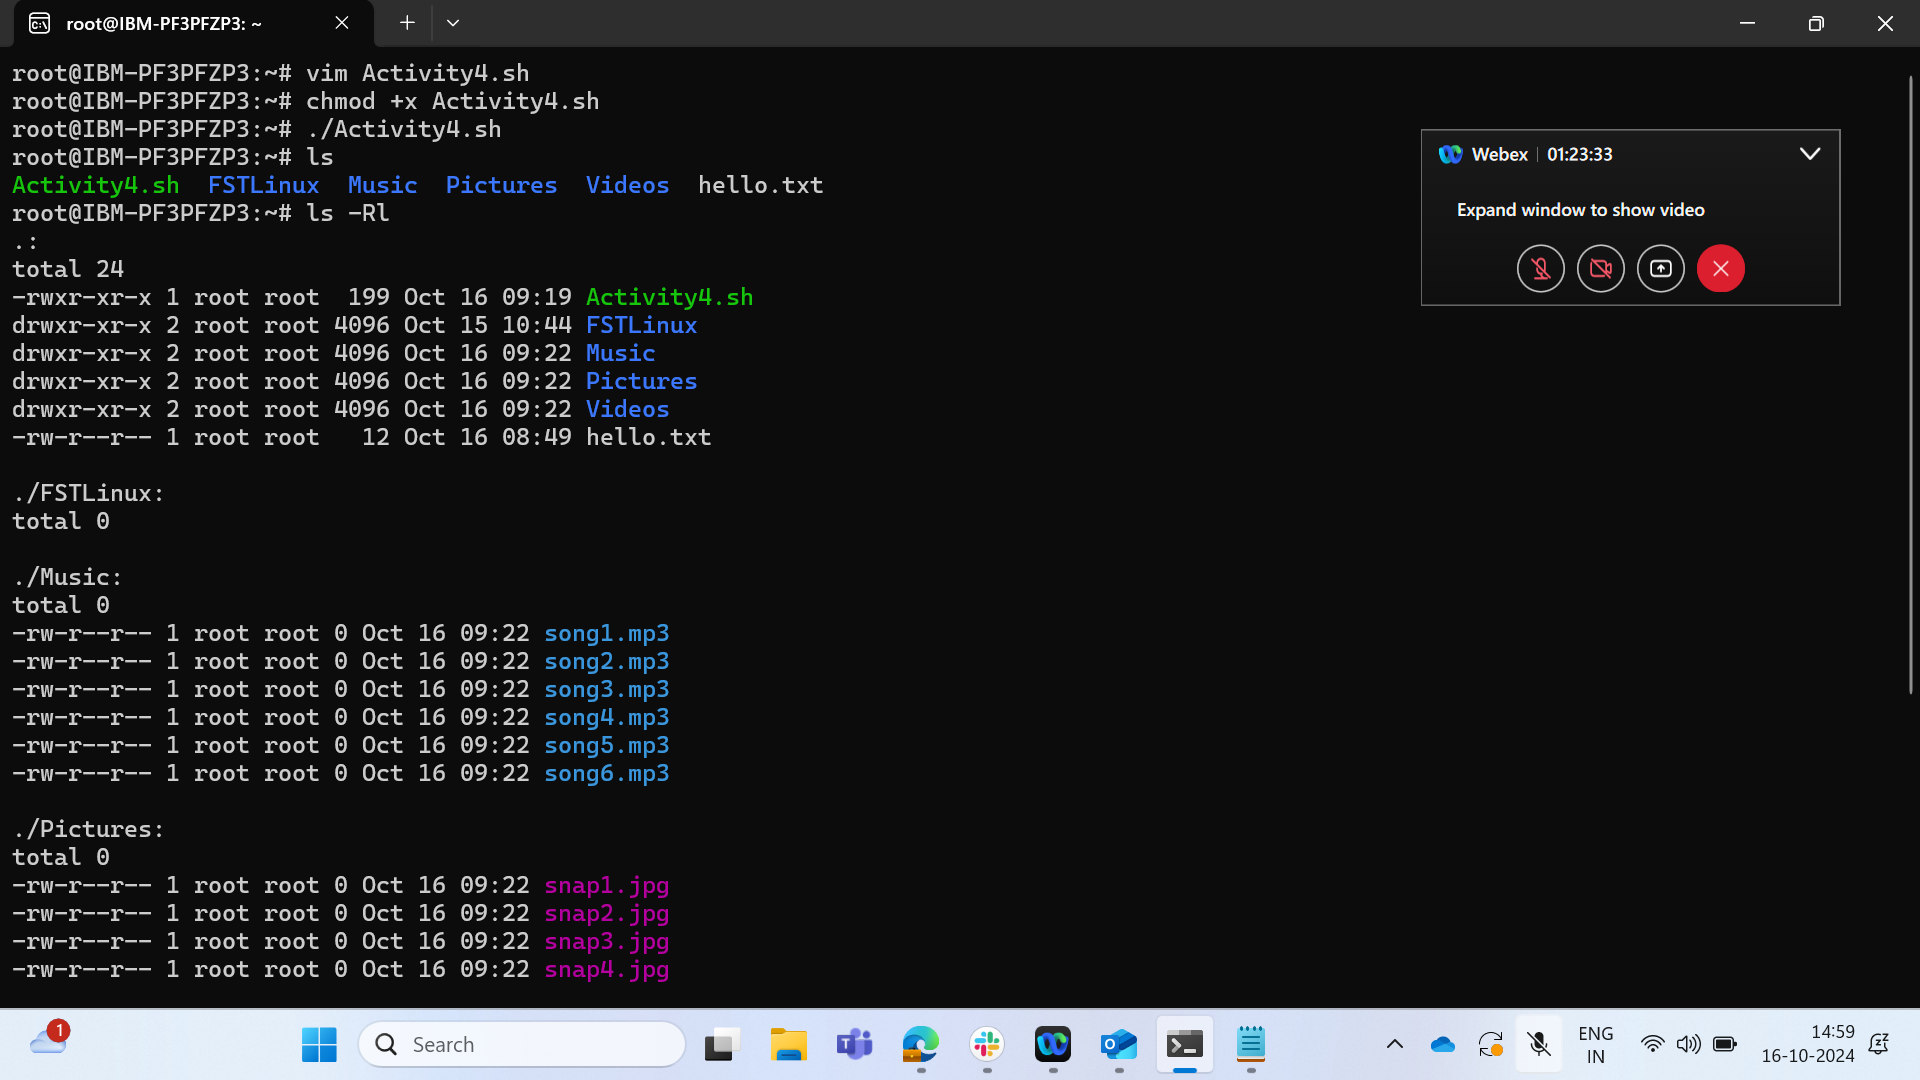 root@IBM-PF3PFZP3: ~
root@IBM-PF3PFZP3:~# vim Activity4.sh
root@IBM-PF3PFZP3:~# chmod +x Activity4.sh
root@IBM-PF3PFZP3:~# ./Activity4.sh
root@IBM-PF3PFZP3:~# ls
Activity4.sh  FSTLinux  Music  Pictures  Videos  hello.txt
root@IBM-PF3PFZP3:~# ls -Rl
.:
total 24
-rwxr-xr-x 1 root root  199 Oct 16 09:19 Activity4.sh
drwxr-xr-x 2 root root 4096 Oct 15 10:44 FSTLinux
drwxr-xr-x 2 root root 4096 Oct 16 09:22 Music
drwxr-xr-x 2 root root 4096 Oct 16 09:22 Pictures
drwxr-xr-x 2 root root 4096 Oct 16 09:22 Videos
-rw-r--r-- 1 root root   12 Oct 16 08:49 hello.txt
./FSTLinux:
total 0
./Music:
total 0
-rw-r--r-- 1 root root 0 Oct 16 09:22 song1.mp3
-rw-r--r-- 1 root root 0 Oct 16 09:22 song2.mp3
-rw-r--r-- 1 root root 0 Oct 16 09:22 song3.mp3
-rw-r--r-- 1 root root 0 Oct 16 09:22 song4.mp3
-rw-r--r-- 1 root root 0 Oct 16 09:22 song5.mp3
-rw-r--r-- 1 root root 0 Oct 16 09:22 song6.mp3
./Pictures:
total 0
-rw-r--r-- 1 root root 0 Oct 16 09:22 snap1.jpg
-rw-r--r-- 1 root root 0 Oct 16 09:22 snap2.jpg
-rw-r--r-- 1 root root 0 Oct 16 09:22 snap3.jpg
-rw-r--r-- 1 root root 0 Oct 16 09:22 snap4.jpg
Webex | 01:23:33
Expand window to show video
1
Search
ENG
IN
14:59
16-10-2024